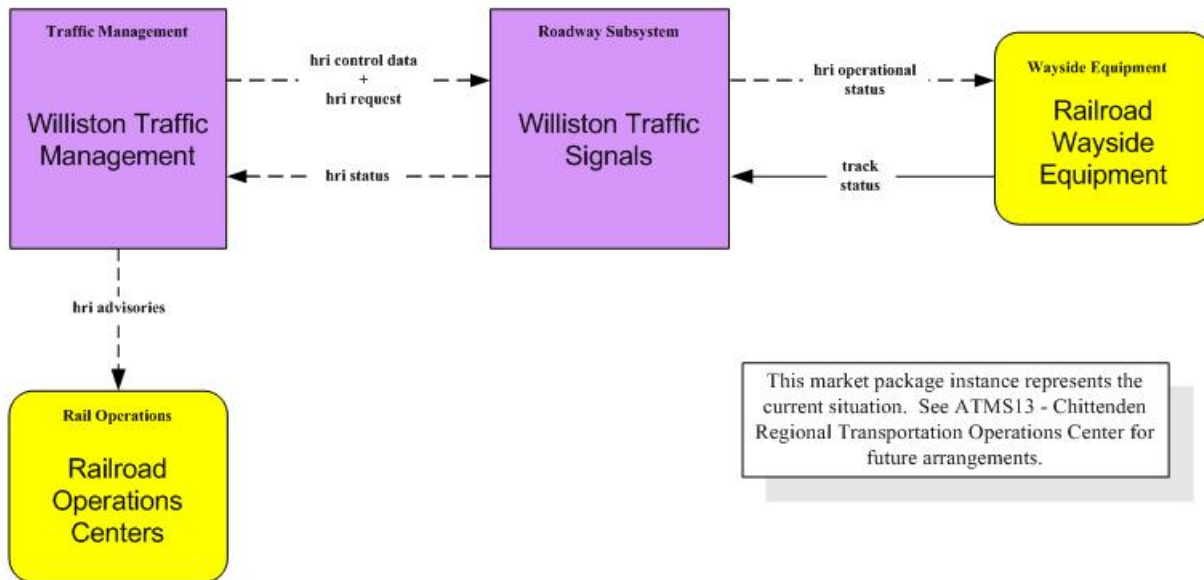 Traffic Management
Williston Traffic
Management
hri control data
+
hri request
hri status
Roadway Subsystem
Williston Traffic
Signals
hri operational
status
track
status
Wayside Equipment
Railroad
Wayside
Equipment
hri advisories
Rail Operations
Railroad
Operations
Centers
This market package instance represents the
current situation.  See ATMS13 - Chittenden
Regional Transportation Operations Center for
future arrangements.